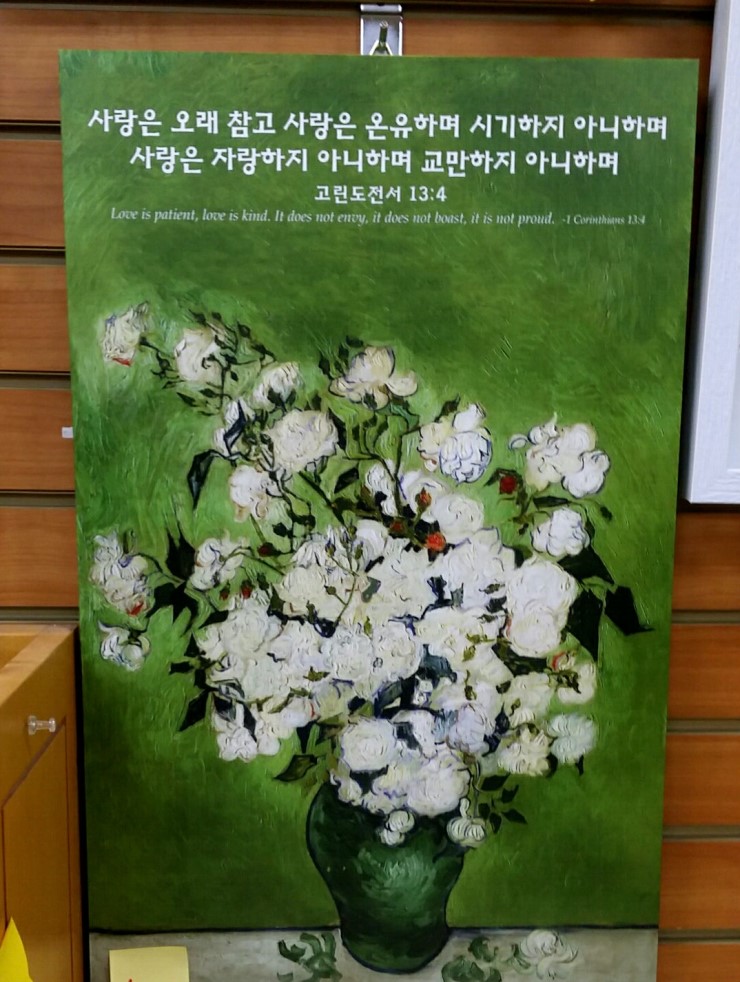 사랑은 오래 참고 사랑은 온유하며 시기하지 아니하며
사랑은 자랑하지 아니하며 교만하지 아니하며
고린도전서 13:4
Love is patient, love is kind. It does not envy, it does not boast, it is not proud. -1 Corinthians 13:4